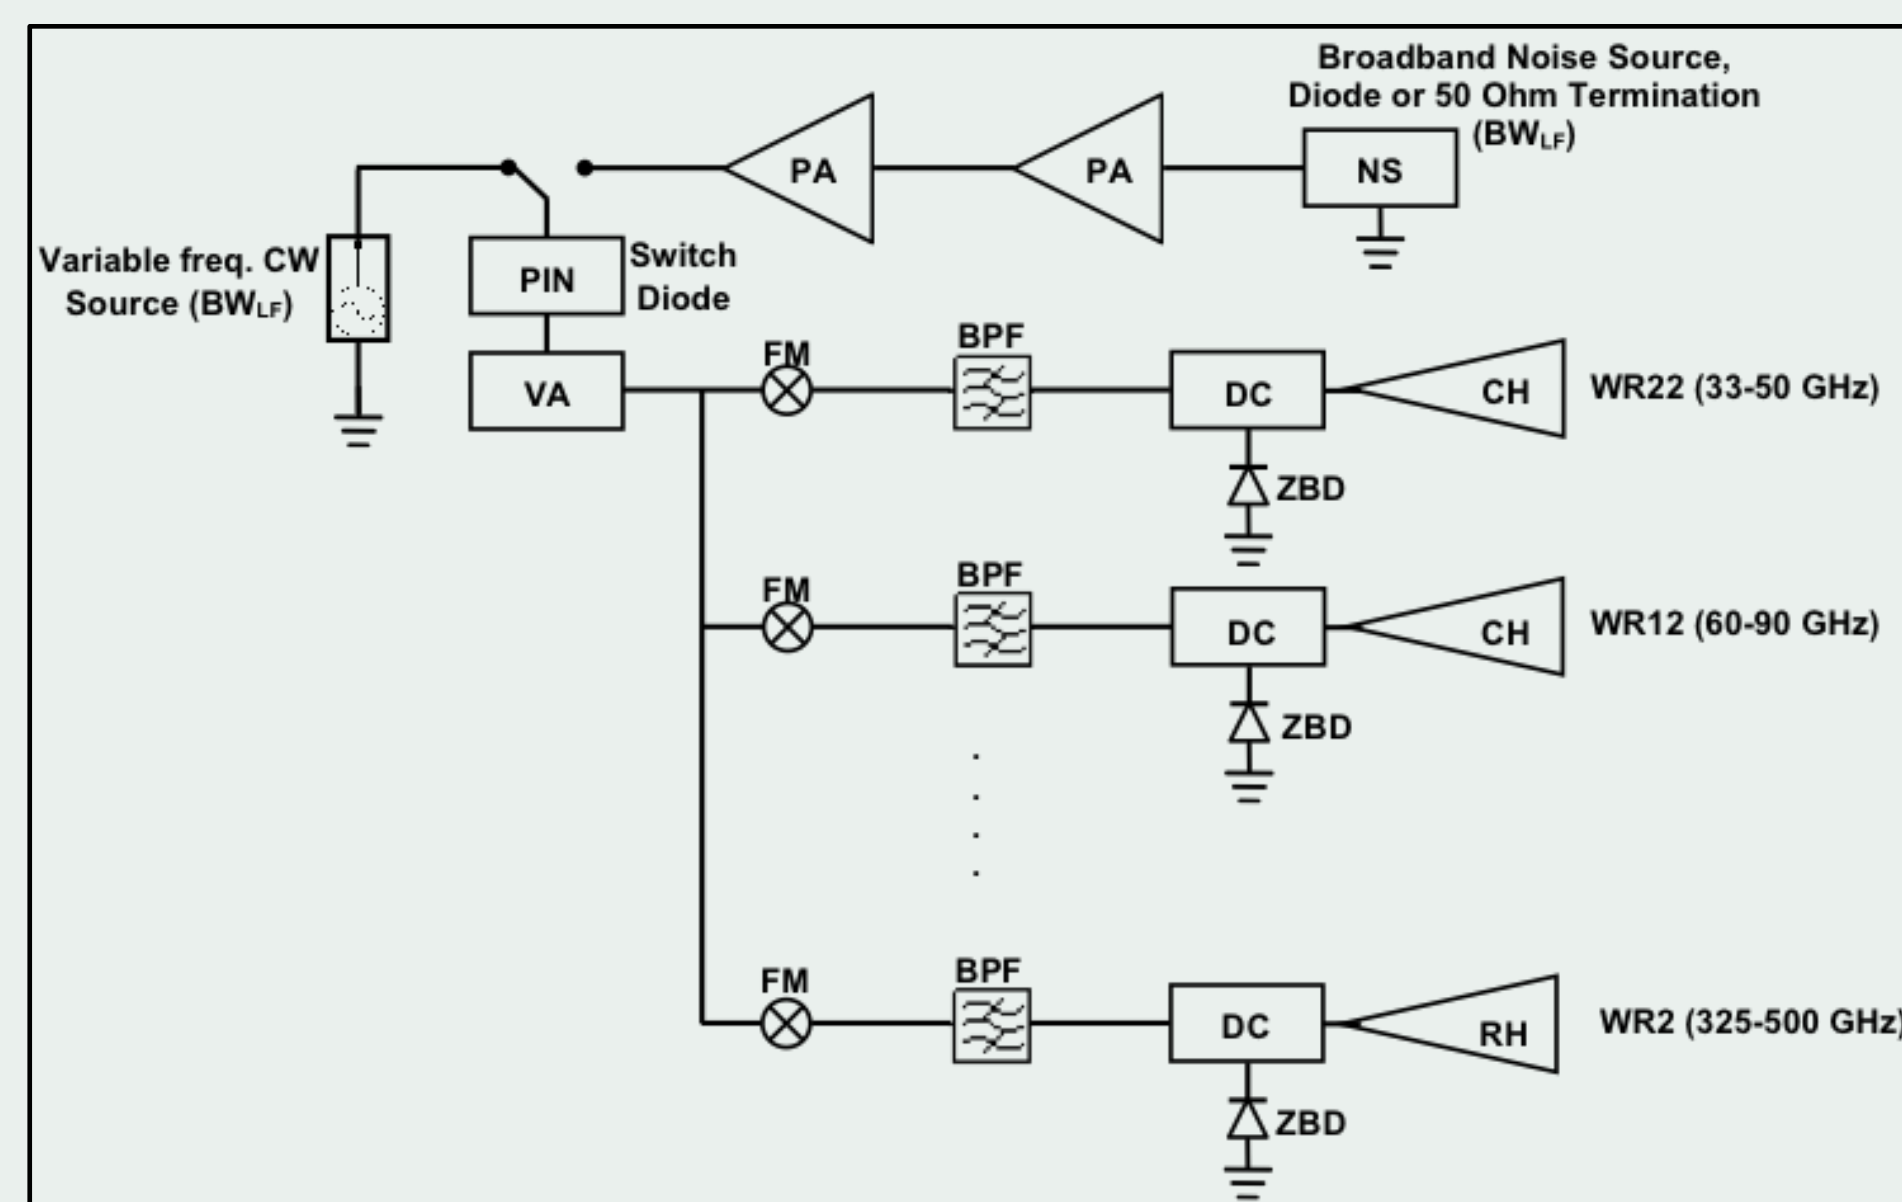 Broadband Noise Source,
Diode or 50 Ohm Termination
(BWLF)
PA
PA
NS
Variable freq. CW
Source (BWLF)
PIN
Switch
Diode
VA
FM
BPF
DC
CH
WR22 (33-50 GHz)
ZBD
FM
BPF
DC
CH
WR12 (60-90 GHz)
ZBD
FM
BPF
DC
RH
WR2 (325-500 GHz)
ZBD